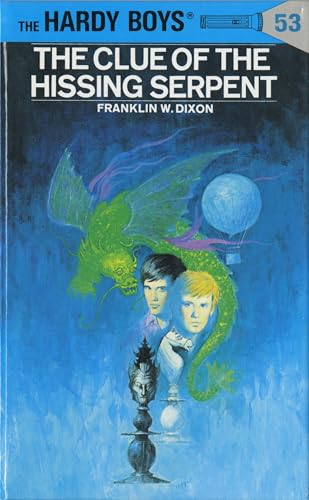 THE HARDY BOYS® 53
THE CLUE OF THE
HISSING SERPENT
FRANKLIN W. DIXON